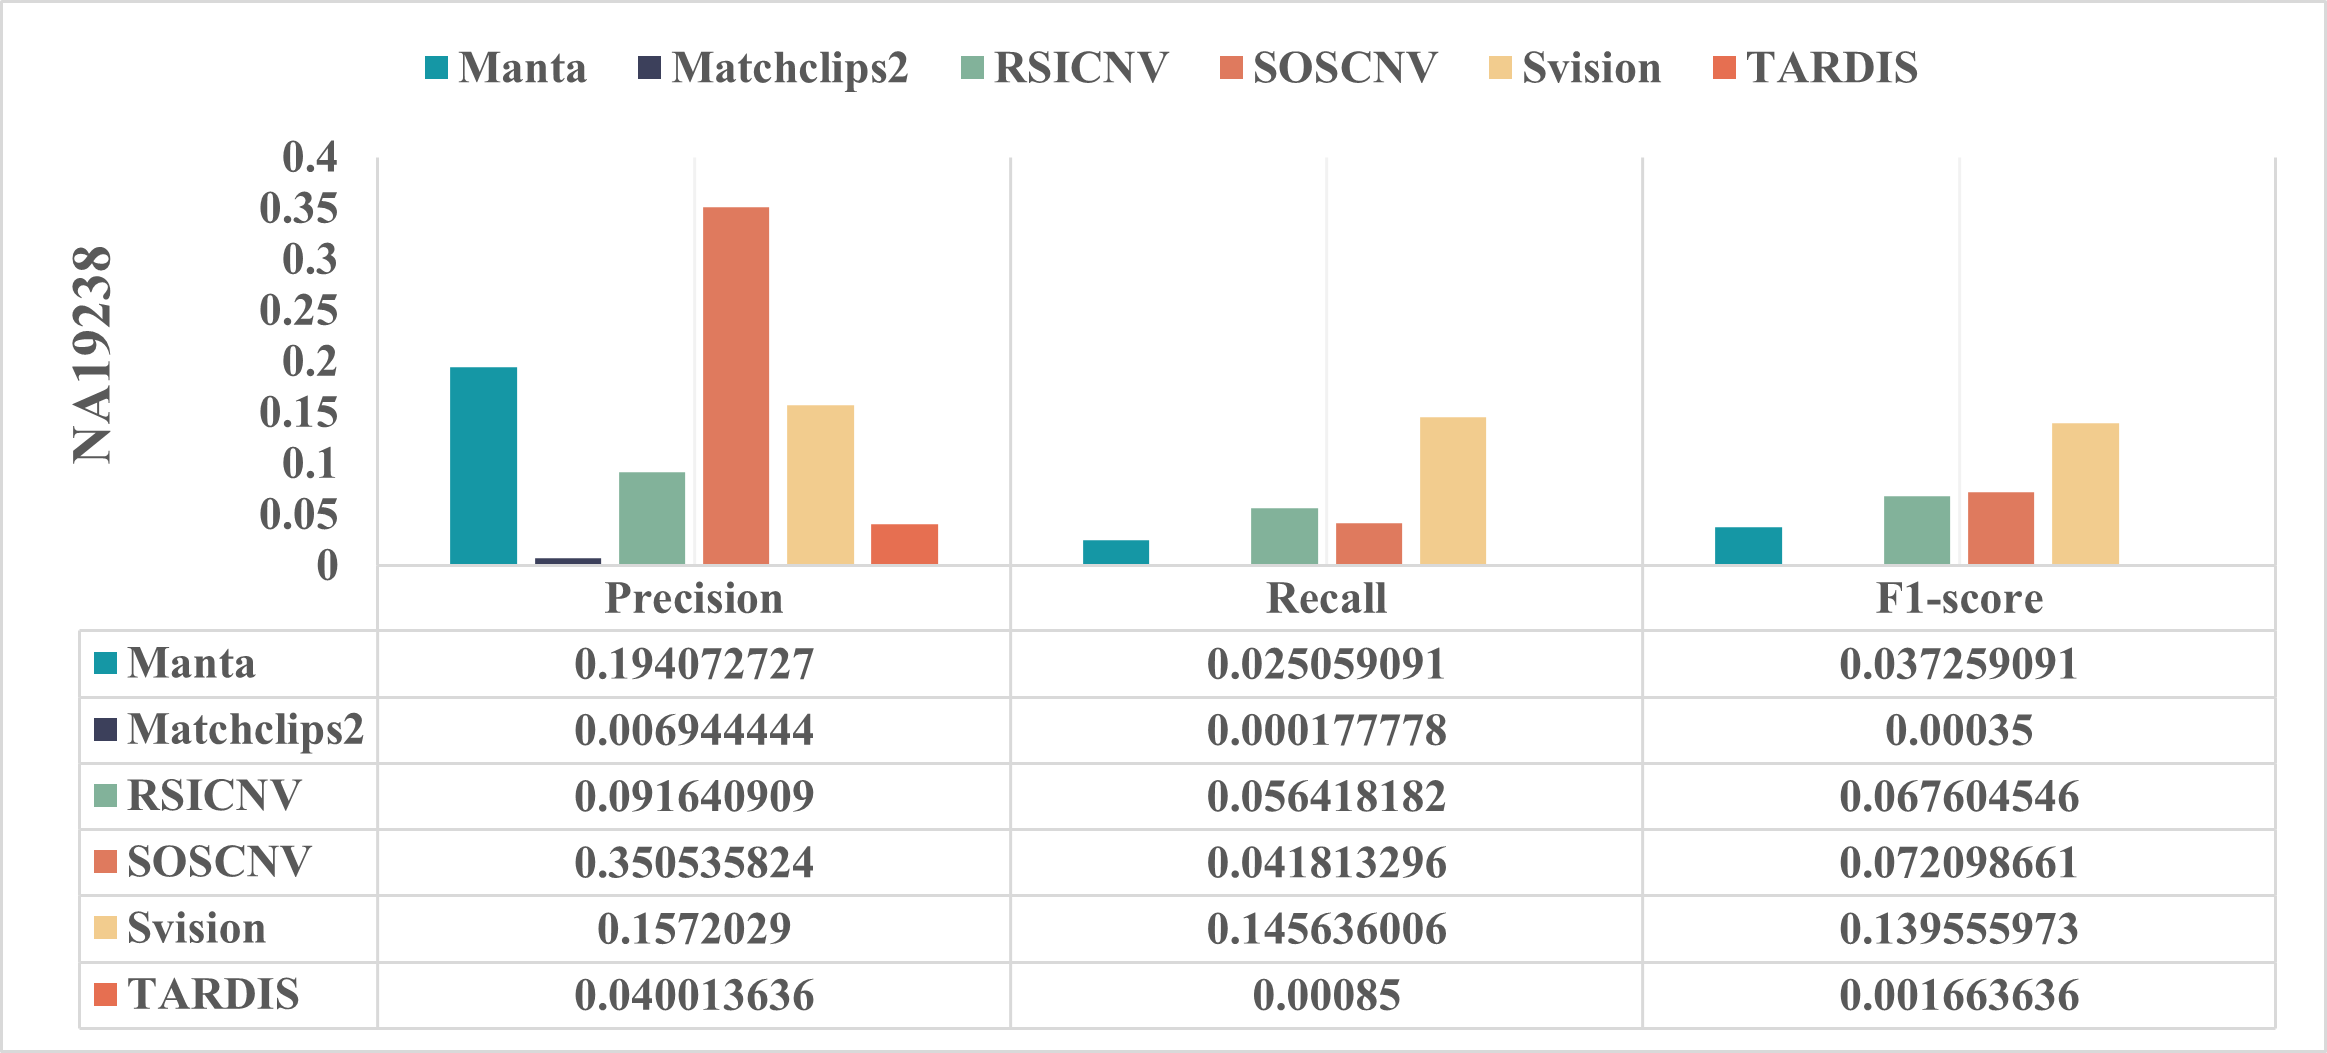 Manta Matchclips2 RSICNV SOSCNV Svision TARDIS
NA19238
0.4
0.35
0.3
0.25
0.2
0.15
0.1
0.05
0
Precision Recall F1-score
Manta 0.194072727 0.025059091 0.037259091
Matchclips2 0.006944444 0.000177778 0.00035
RSICNV 0.091640909 0.056418182 0.067604546
SOSCNV 0.350535824 0.041813296 0.072098661
Svision 0.1572029 0.145636006 0.139555973
TARDIS 0.040013636 0.00085 0.001663636